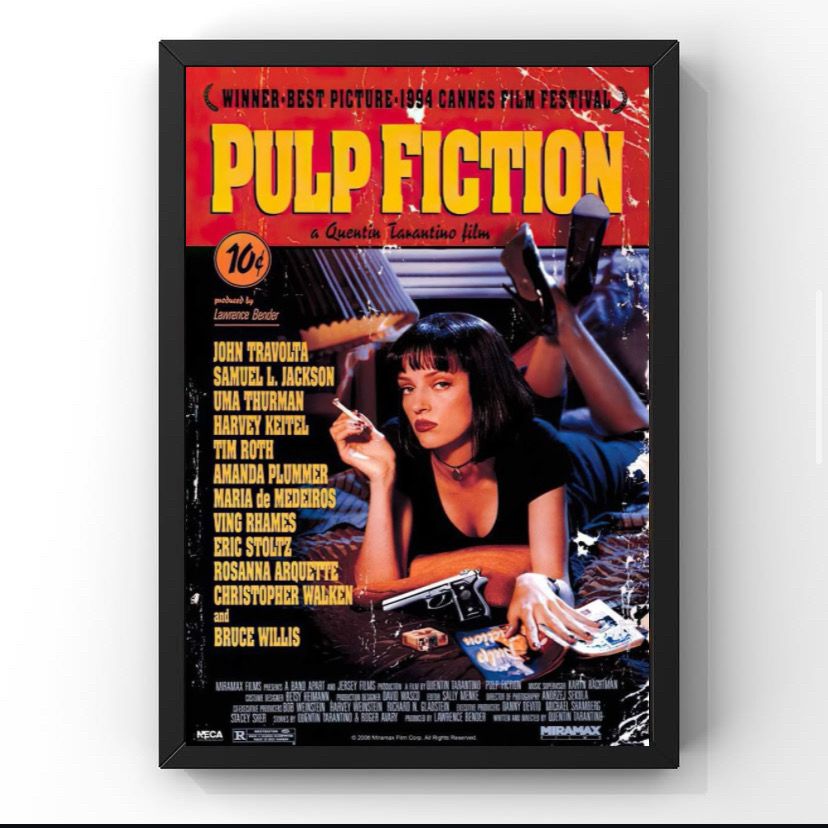 WINNER-BEST PICTURE-1994 CANNES FILM FESTIVAL
PULP FICTION
a Quentin Tarantino film
10¢
produced by
Lawrence Bender
JOHN TRAVOLTA
SAMUEL L. JACKSON
UMA THURMAN
HARVEY KEITEL
TIM ROTH
AMANDA PLUMMER
MARIA de MEDEIROS
VING RHAMES
ERIC STOLTZ
ROSANNA ARQUETTE
CHRISTOPHER WALKEN
and
BRUCE WILLIS
Pulp
Fiction
MIRAMAX FILMS PRESENTS A BAND APART AND JERSEY FILMS PRODUCTION A FILM BY QUENTIN TARANTINO PULP FICTION MUSIC SUPERVISOR KARYN RACHTMAN
COSTUME DESIGNER BETSY HEIMANN PRODUCTION DESIGNER DAVID WASCO EDITOR SALLY MENKE DIRECTOR OF PHOTOGRAPHY ANDRZEJ SEKULA
CO-EXECUTIVE PRODUCERS BOB WEINSTEIN HARVEY WEINSTEIN RICHARD N. GLADSTEIN EXECUTIVE PRODUCERS DANNY DEVITO MICHAEL SHAMBERG
STACEY SHER STORIES BY QUENTIN TARANTINO & ROGER AVARY PRODUCED BY LAWRENCE BENDER WRITTEN AND DIRECTED BY QUENTIN TARANTINO
NECA
R RESTRICTED
© 2006 Miramax Film Corp. All Rights Reserved.
MIRAMAX